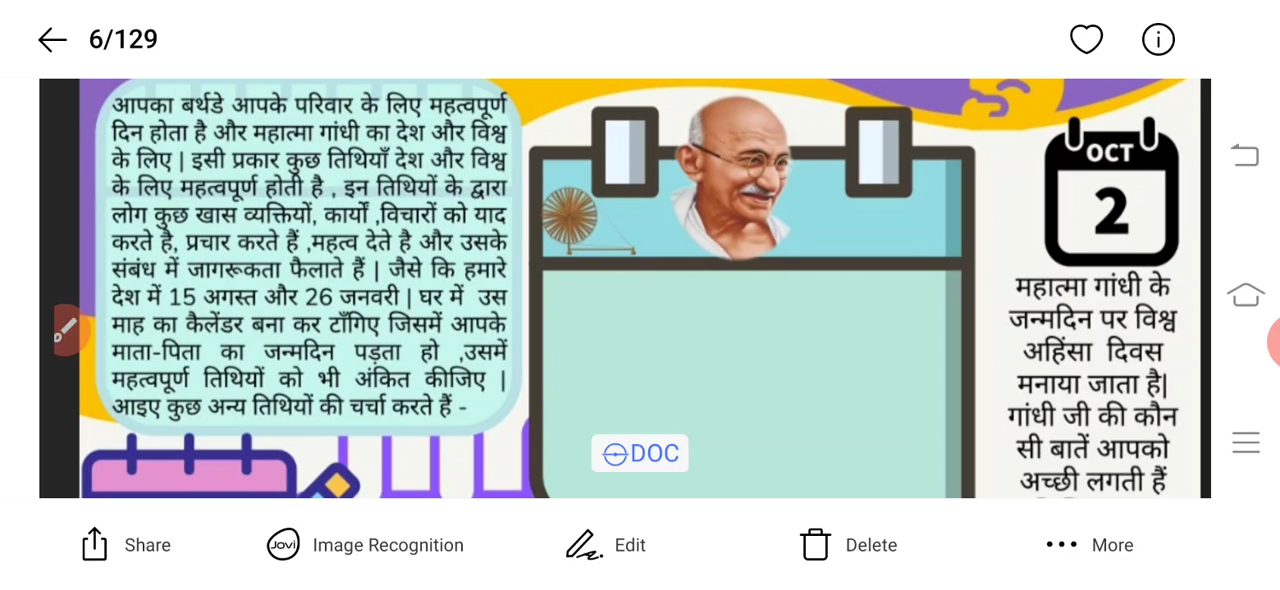 6/129
आपका बर्थडे आपके परिवार के लिए महत्वपूर्ण
दिन होता है और महात्मा गांधी का देश और विश्व
के लिए | इसी प्रकार कुछ तिथियाँ देश और विश्व
के लिए महत्वपूर्ण होती है , इन तिथियों के द्वारा
लोग कुछ खास व्यक्तियों, कार्यों ,विचारों को याद
करते है, प्रचार करते हैं ,महत्व देते है और उसके
संबंध में जागरूकता फैलाते हैं | जैसे कि हमारे
देश में 15 अगस्त और 26 जनवरी | घर में उस
माह का कैलेंडर बना कर टाँगिए जिसमें आपके
माता-पिता का जन्मदिन पड़ता हो ,उसमें
महत्वपूर्ण तिथियों को भी अंकित कीजिए |
आइए कुछ अन्य तिथियों की चर्चा करते हैं -
OCT
2
महात्मा गांधी के
जन्मदिन पर विश्व
अहिंसा दिवस
मनाया जाता है|
गांधी जी की कौन
सी बातें आपको
अच्छी लगती हैं
DOC
Share
Jovi
Image Recognition
Edit
Delete
More